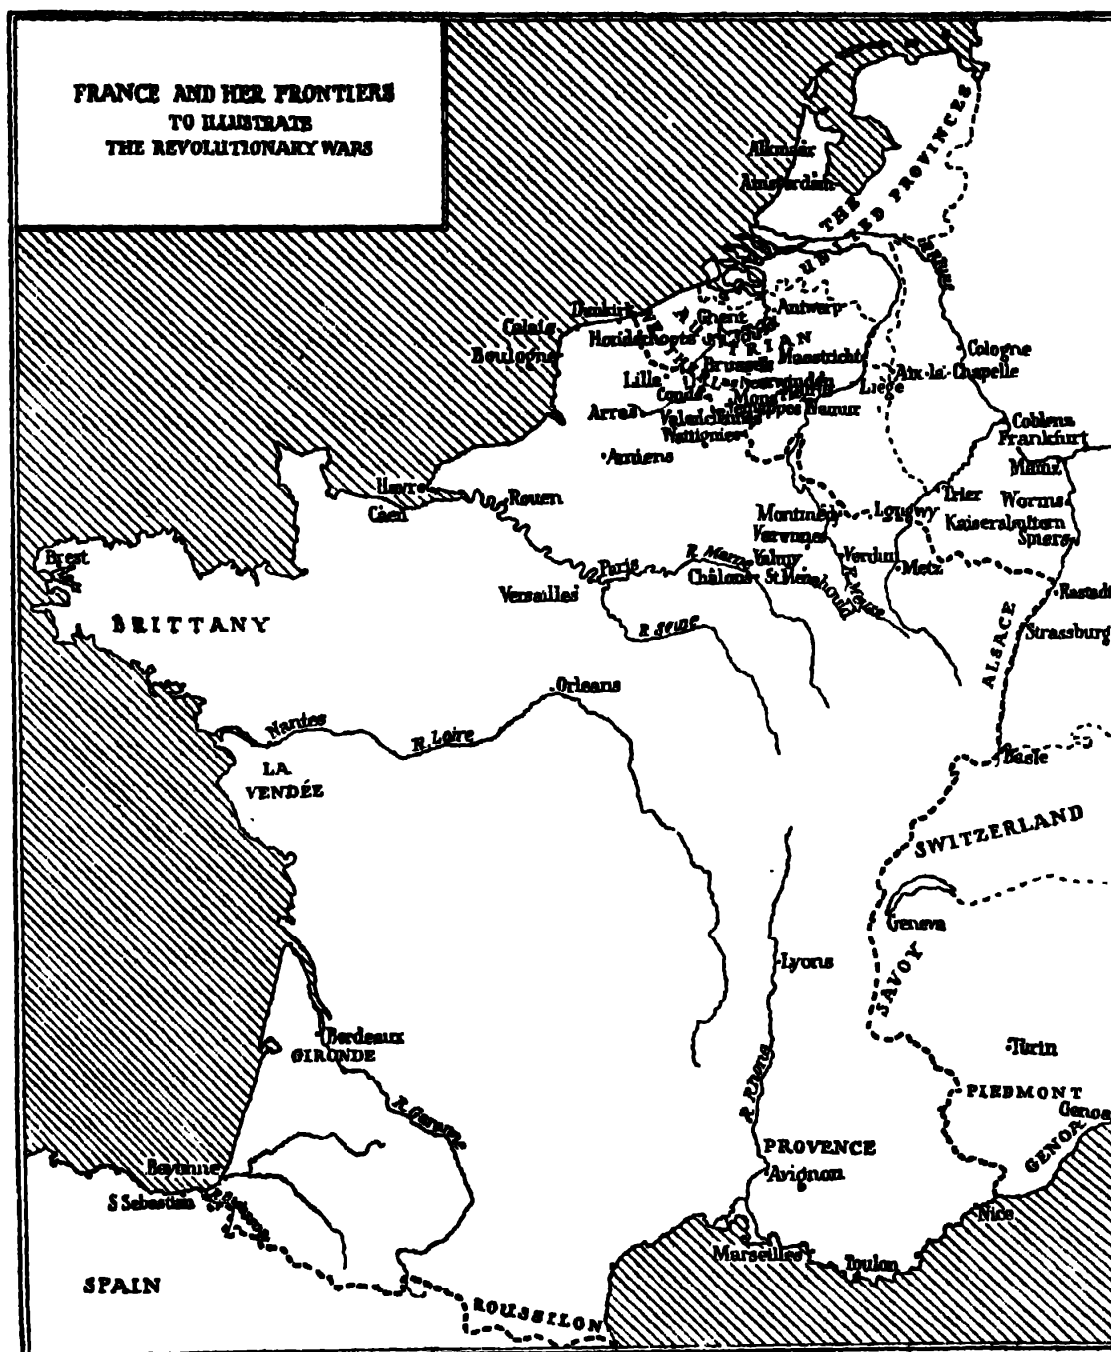 FRANCE AND HER FRONTIERS
TO ILLUSTRATE
THE REVOLUTIONARY WARS
Alkmaar
Amsterdam
THE
UNITED PROVINCES
Dunkirk
Calais
Boulogne
Ghent
Antwerp
Brussels
Maestricht
Cologne
Lille
Liège
Aix-la-Chapelle
Condé
Mons
Jemappes
Namur
Arras
Valenciennes
Wattignies
Coblenz
Frankfurt
Amiens
Mainz
Havre
Rouen
Trier
Worms
Caen
Montmédy
Longwy
Kaiserslautern
Varennes
Spiers
Brest
Paris
R. Marne
Valmy
Verdun
Metz
Châlons
St Menehould
R. Meuse
Versailles
Rastadt
BRITTANY
R. Seine
ALSACE
Strassburg
Orleans
Nantes
R. Loire
Basle
LA
VENDÉE
SWITZERLAND
Geneva
Lyons
SAVOY
Bordeaux
GIRONDE
Turin
R. Rhone
PIEDMONT
R. Garonne
Genoa
GENOA
PROVENCE
Bayonne
Avignon
S Sebastian
Nice
Marseilles
Toulon
SPAIN
ROUSSILON